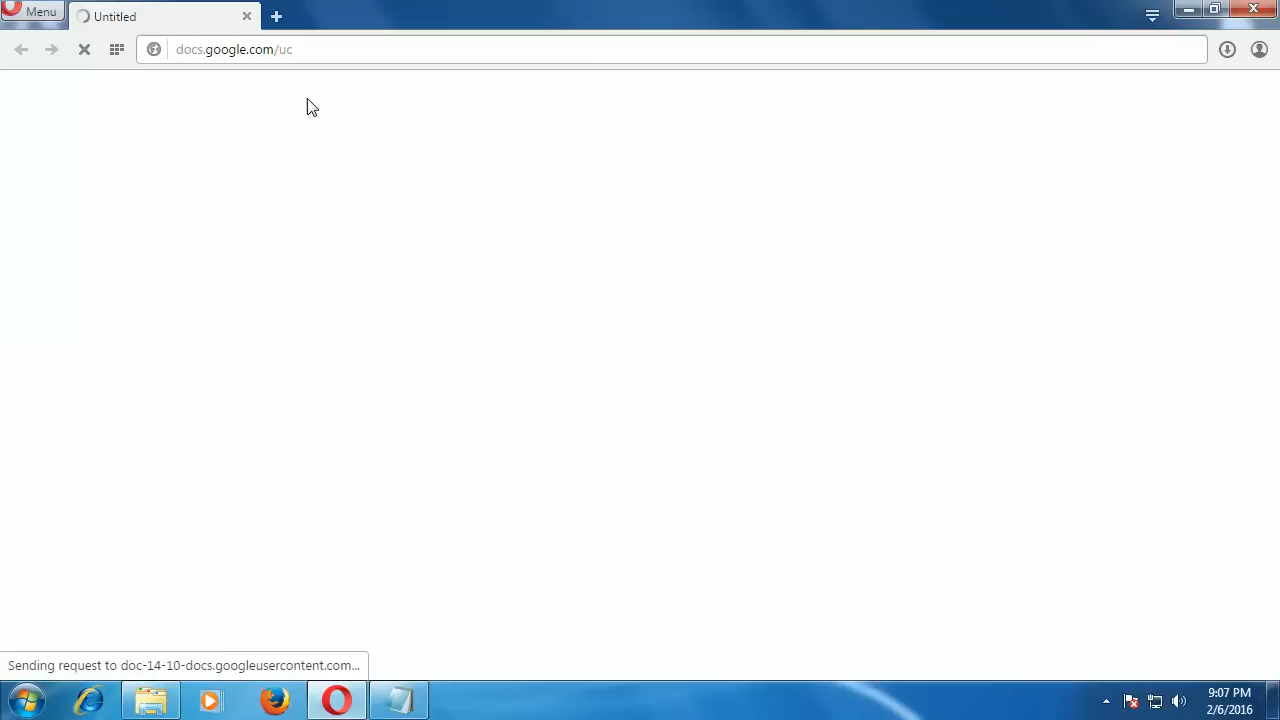 Menu
Untitled
docs.google.com/uc
Sending request to doc-14-10-docs.googleusercontent.com...
9:07 PM
2/6/2016